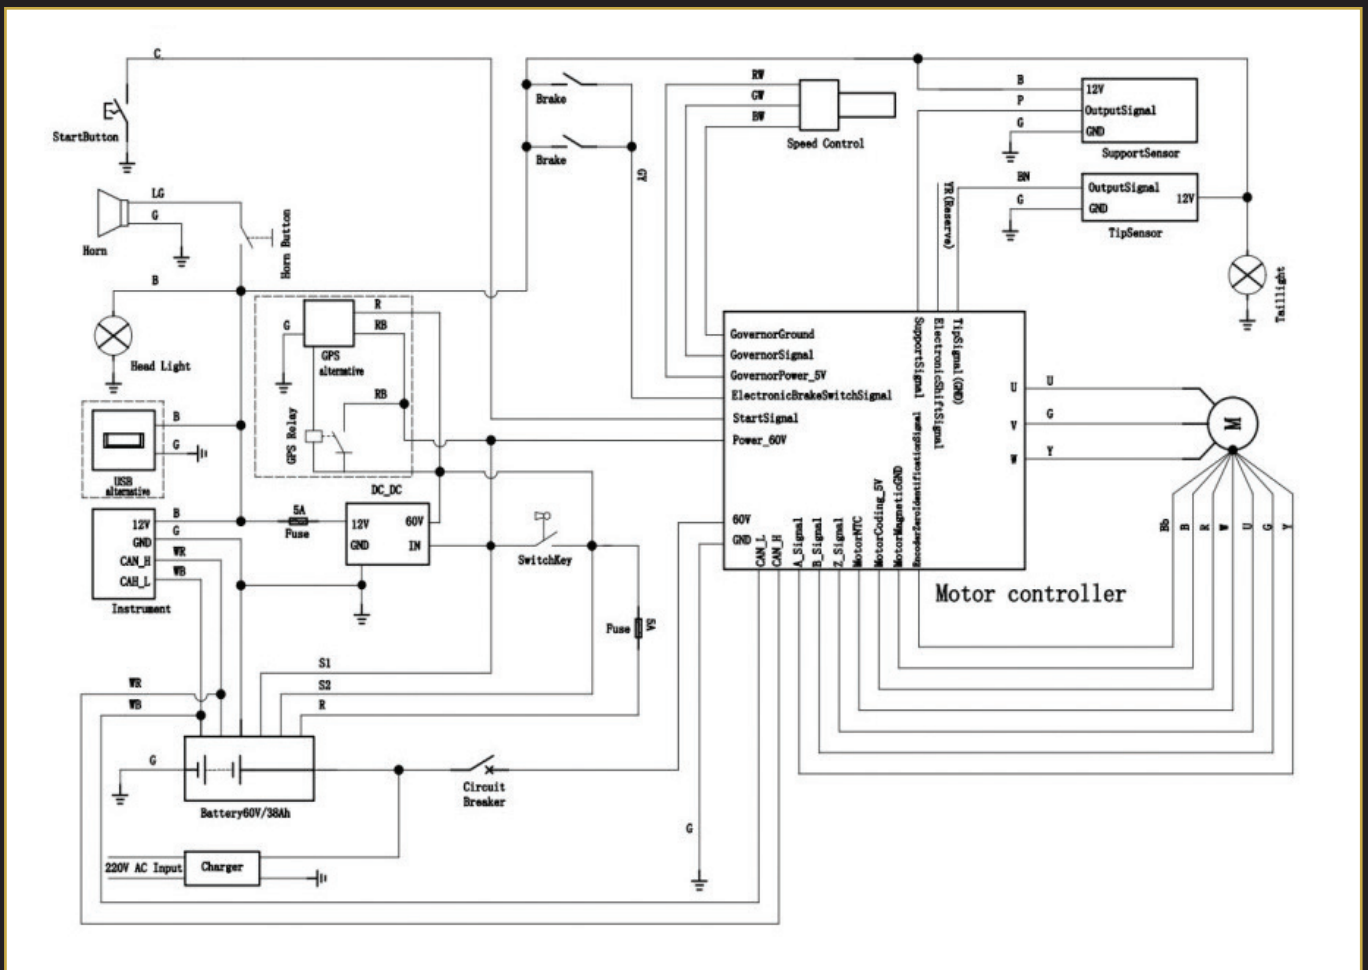 C
StartButton
LG
G
Horn
Horn Button
B
Head Light
B
G
USB
alternative
12V
GND
CAN_H
CAH_L
B
G
WR
WB
Instrument
R
G
RB
GPS
alternative
RB
GPS Relay
DC_DC
5A
Fuse
12V
60V
GND
IN
SwitchKey
Fuse
5A
S1
S2
R
WR
WB
G
Battery60V/38Ah
Circuit
Breaker
220V AC Input
Charger
G
Brake
Brake
GY
RW
GW
BW
Speed Control
B
P
G
12V
OutputSignal
GND
SupportSensor
YR(Reserve)
BN
G
OutputSignal
12V
GND
TipSensor
Taillight
GovernorGround
GovernorSignal
GovernorPower_5V
ElectronicBrakeSwitchSignal
StartSignal
Power_60V
60V
GND
SupportSignal
ElectronicShiftSignal
TipSignal(GND)
U
V
W
U
G
Y
M
CAN_L
CAN_H
A_Signal
B_Signal
Z_Signal
MotorNTC
MotorCoding_5V
MotorMagneticGND
EncoderZeroIdentificationSignal
Motor controller
Bb
B
R
W
U
G
Y